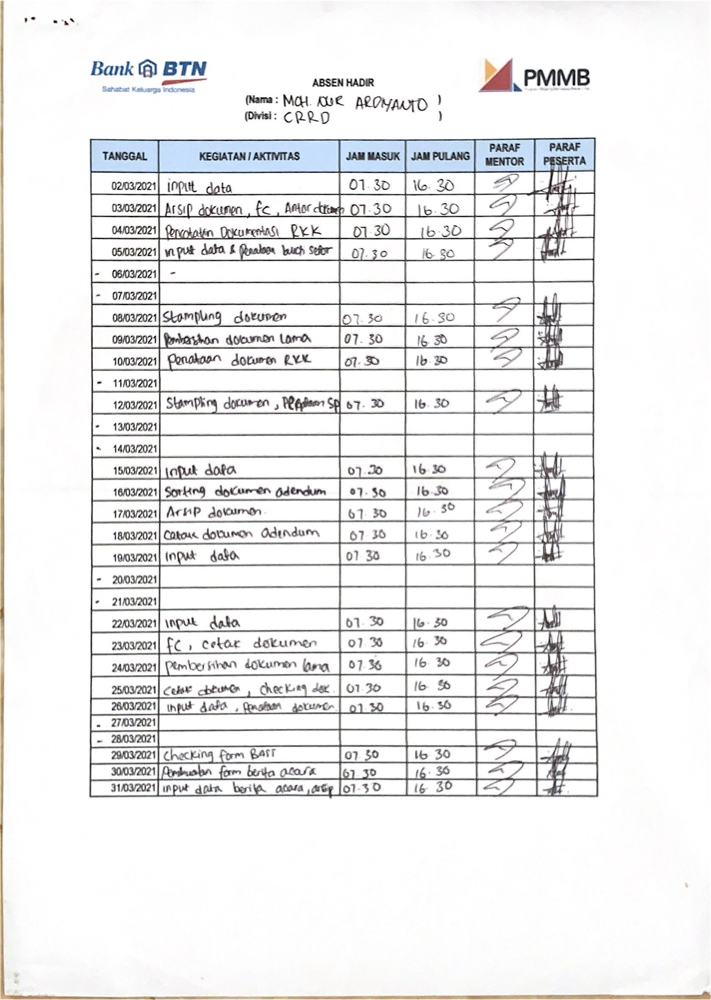 Bank BTN
Sahabat Keluarga Indonesia
PMMB
ABSEN HADIR
(Nama : MCH. NUR ARDIYANTO )
(Divisi : CRRD )
TANGGAL KEGIATAN / AKTIVITAS JAM MASUK JAM PULANG PARAF MENTOR PARAF PESERTA
02/03/2021 input data 07.30 16.30
03/03/2021 Arsip dokumen, fc, Antar dokumen 07.30 16.30
04/03/2021 Pencatatan Dokumentasi RKK 07.30 16.30
05/03/2021 input data & Penataan bukti setor 07.30 16.30
- 06/03/2021 -
- 07/03/2021
08/03/2021 Stampling dokumen 07.30 16.30
09/03/2021 Pembersihan dokumen lama 07.30 16.30
10/03/2021 Penataan dokumen RKK 07.30 16.30
- 11/03/2021
12/03/2021 Stampling dokumen, SP 07.30 16.30
- 13/03/2021
- 14/03/2021
15/03/2021 input data 07.30 16.30
16/03/2021 Sorting dokumen adendum 07.30 16.30
17/03/2021 Arsip dokumen. 07.30 16.30
18/03/2021 Catak dokumen adendum 07.30 16.30
19/03/2021 input data 07.30 16.30
- 20/03/2021
- 21/03/2021
22/03/2021 input data 07.30 16.30
23/03/2021 fc, cetak dokumen 07.30 16.30
24/03/2021 pembersihan dokumen lama 07.30 16.30
25/03/2021 cetak dokumen, checking dok. 07.30 16.30
26/03/2021 input data, Penataan dokumen. 07.30 16.30
- 27/03/2021
- 28/03/2021
29/03/2021 checking form BAST 07.30 16.30
30/03/2021 Pembuatan form berita acara 07.30 16.30
31/03/2021 input data berita acara, arsip 07.30 16.30